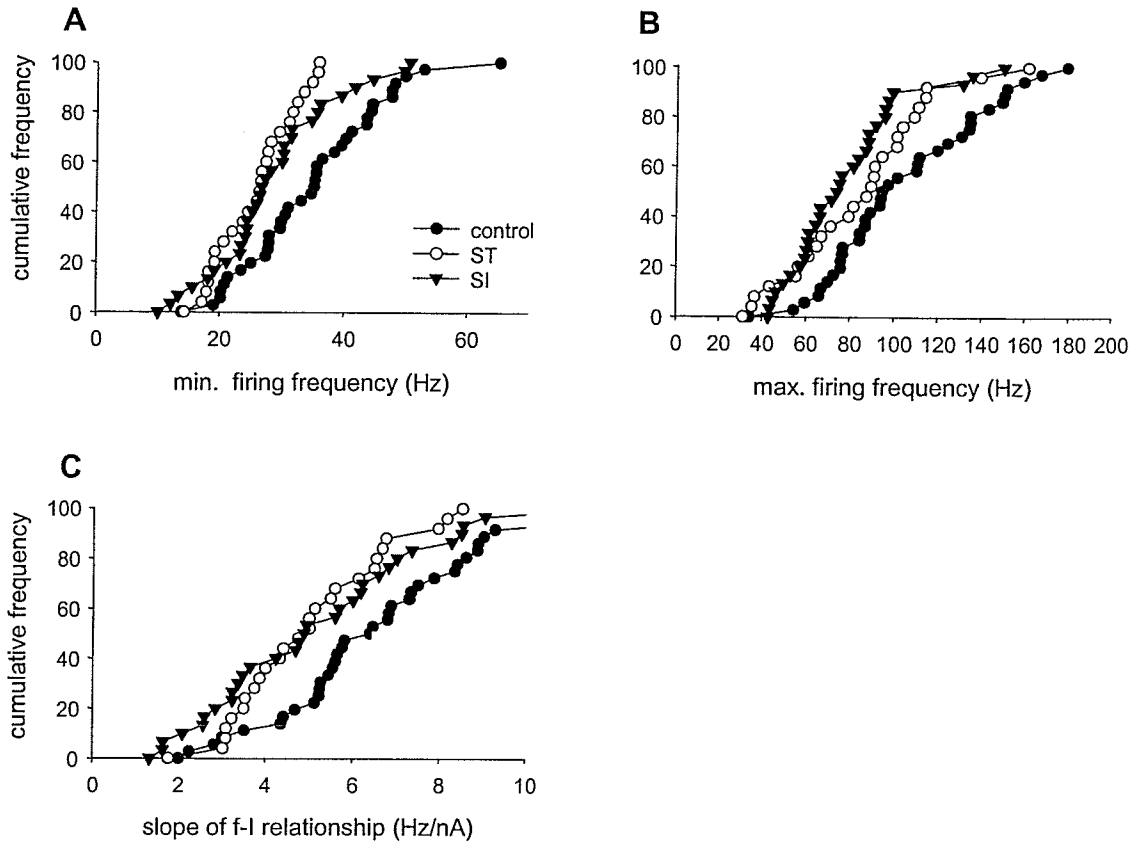 A
cumulative frequency
100
80
60
40
20
0
0 20 40 60
min. firing frequency (Hz)
control
ST
SI
B
100
80
60
40
20
0
0 20 40 60 80 100 120 140 160 180 200
max. firing frequency (Hz)
C
cumulative frequency
100
80
60
40
20
0
0 2 4 6 8 10
slope of f-I relationship (Hz/nA)